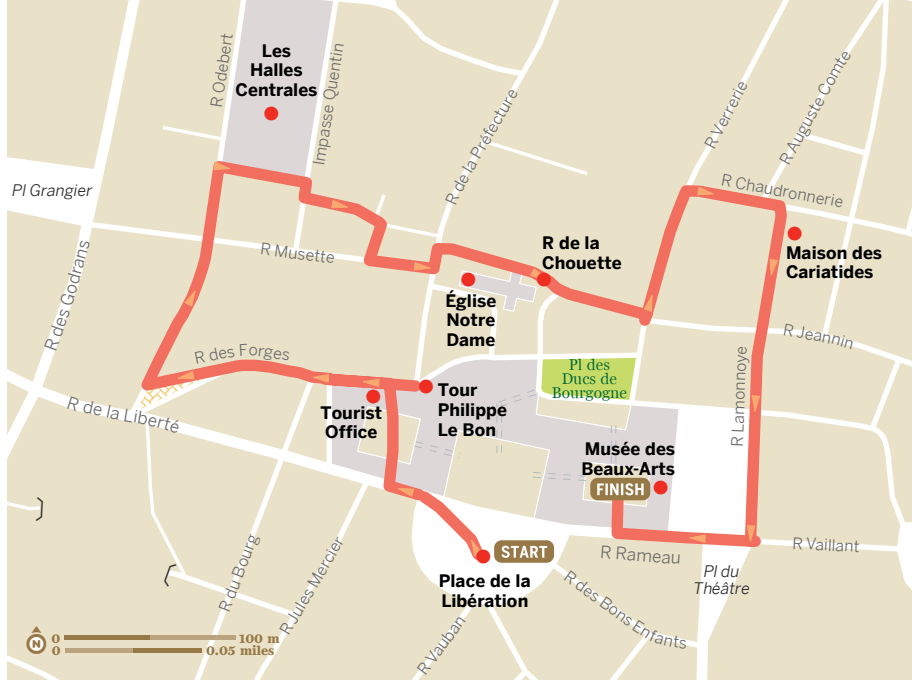 Les
Halles
Centrales
R Odebert
Impasse Quentin
R de la Préfecture
R Verrerie
R Auguste Comte
Pl Grangier
R Chaudronnerie
R Musette
R de la
Chouette
Maison des
Cariatides
R des Godrans
Église
Notre
Dame
R Jeannin
R des Forges
Pl des
Ducs de
Bourgogne
R de la Liberté
Tourist
Office
Tour
Philippe
Le Bon
R Lamonnoye
Musée des
Beaux-Arts
FINISH
START
R Rameau
R Vaillant
Pl du
Théâtre
Place de la
Libération
R du Bourg
R Jules Mercier
R des Bons Enfants
R Vauban
N
0 100 m
0 0.05 miles